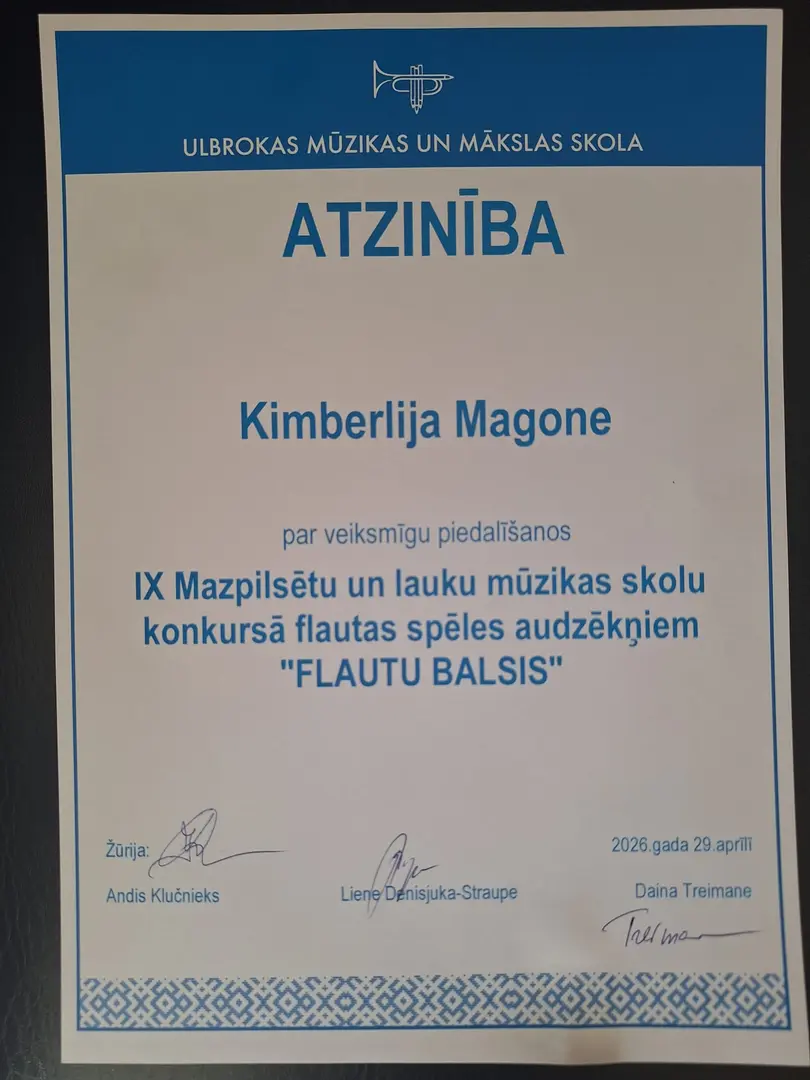 ULBROKAS MŪZIKAS UN MĀKSLAS SKOLA
ATZINĪBA
Kimberlija Magone
par veiksmīgu piedalīšanos
IX Mazpilsētu un lauku mūzikas skolu
konkursā flautas spēles audzēkņiem
"FLAUTU BALSIS"
Žūrija:
2026.gada 29.aprīlī
Andis Klučnieks
Liene Denisjuka-Straupe
Daina Treimane